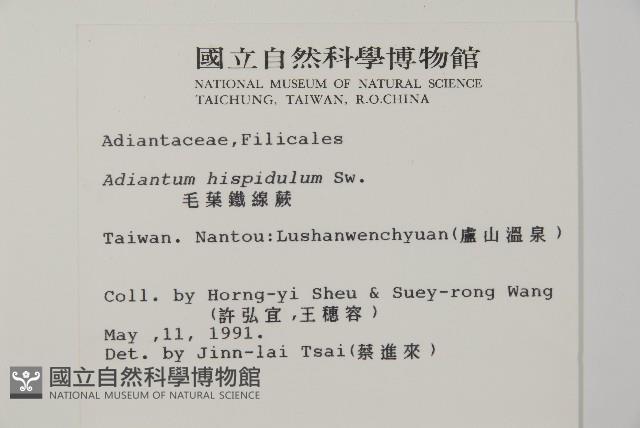 國立自然科學博物館
NATIONAL MUSEUM OF NATURAL SCIENCE
TAICHUNG, TAIWAN, R.O.CHINA
Adiantaceae,Filicales
Adiantum hispidulum Sw.
毛葉鐵線蕨
Taiwan. Nantou:Lushanwenchyuan(盧山溫泉)
Coll. by Horng-yi Sheu & Suey-rong Wang
(許弘宜,王穗容)
May ,11, 1991.
Det. by Jinn-lai Tsai(蔡進來)
國立自然科學博物館
NATIONAL MUSEUM OF NATURAL SCIENCE